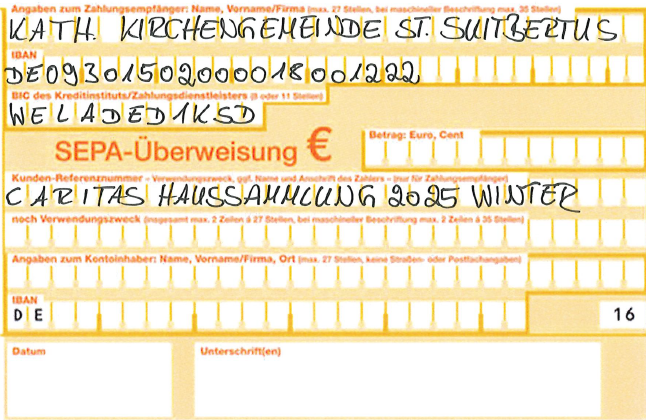 Angaben zum Zahlungsempfänger: Name, Vorname/Firma (max. 27 Stellen, bei maschineller Beschriftung max. 35 Stellen)
KATH. KIRCHENGEMEINDE ST. SUITBERTUS
IBAN
DE09301502000018001222
BIC des Kreditinstituts/Zahlungsdienstleisters (8 oder 11 Stellen)
WELADED1KSD
SEPA-Überweisung €
Betrag: Euro, Cent
Kunden-Referenznummer – Verwendungszweck, ggf. Name und Anschrift des Zahlers – (nur für Zahlungsempfänger)
CARITAS HAUSSAMMLUNG 2025 WINTER
noch Verwendungszweck (insgesamt max. 2 Zeilen à 27 Stellen, bei maschineller Beschriftung max. 2 Zeilen à 35 Stellen)
Angaben zum Kontoinhaber: Name, Vorname/Firma, Ort (max. 27 Stellen, keine Straßen- oder Postfachangaben)
IBAN
DE 16
Datum Unterschrift(en)